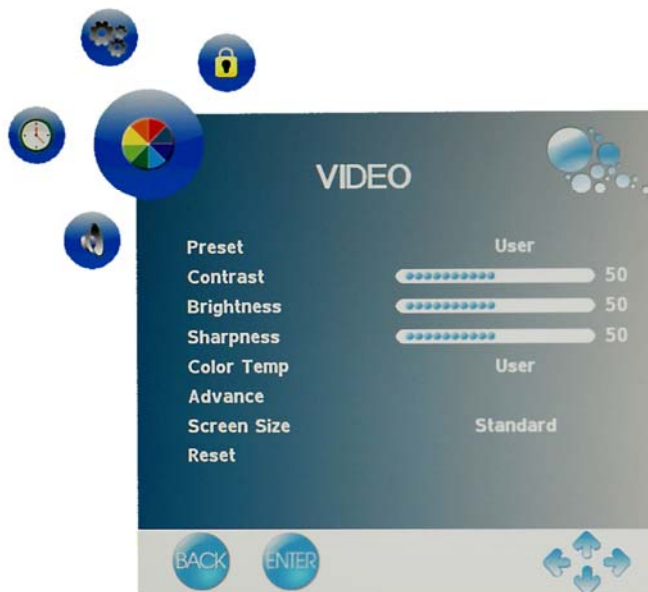 VIDEO
Preset User
Contrast 50
Brightness 50
Sharpness 50
Color Temp User
Advance
Screen Size Standard
Reset
BACK ENTER